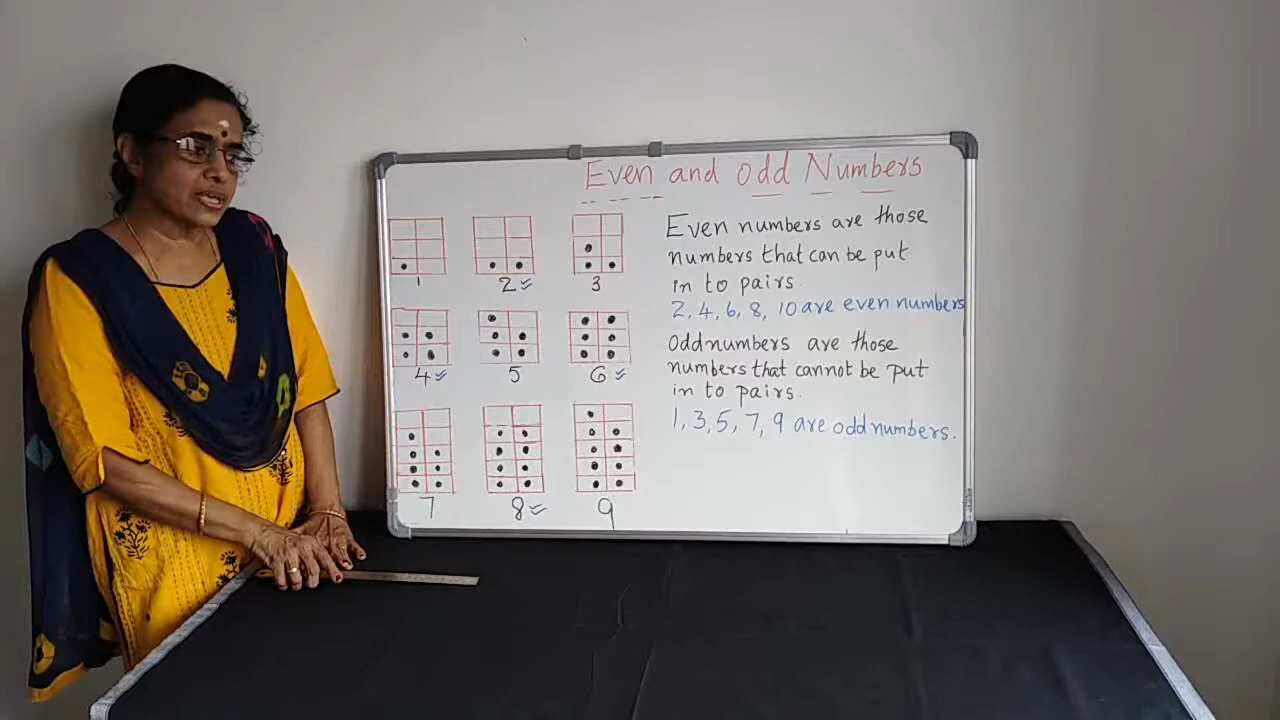 Even and odd Numbers
1 2 3
4 5 6
7 8 9
Even numbers are those
numbers that can be put
in to pairs.
2, 4, 6, 8, 10 are even numbers
Odd numbers are those
numbers that cannot be put
in to pairs.
1, 3, 5, 7, 9 are odd numbers.